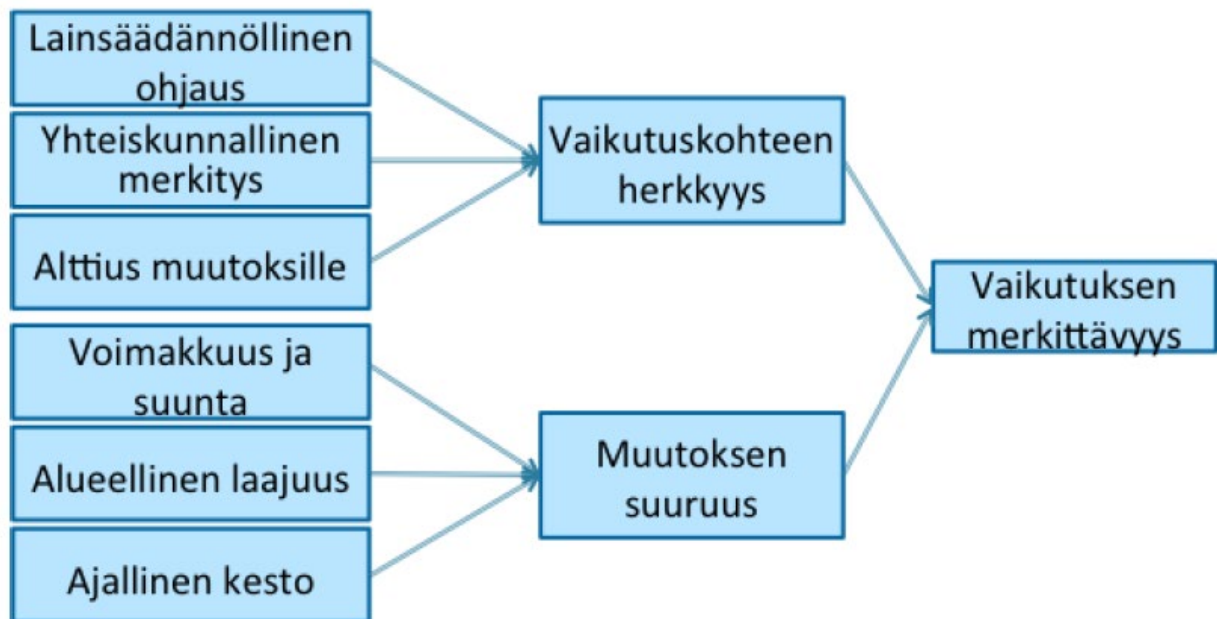 Lainsäädännöllinen
ohjaus
Yhteiskunnallinen
merkitys
Alttius muutoksille
Voimakkuus ja
suunta
Alueellinen laajuus
Ajallinen kesto
Vaikutuskohteen
herkkyys
Muutoksen
suuruus
Vaikutuksen
merkittävyys